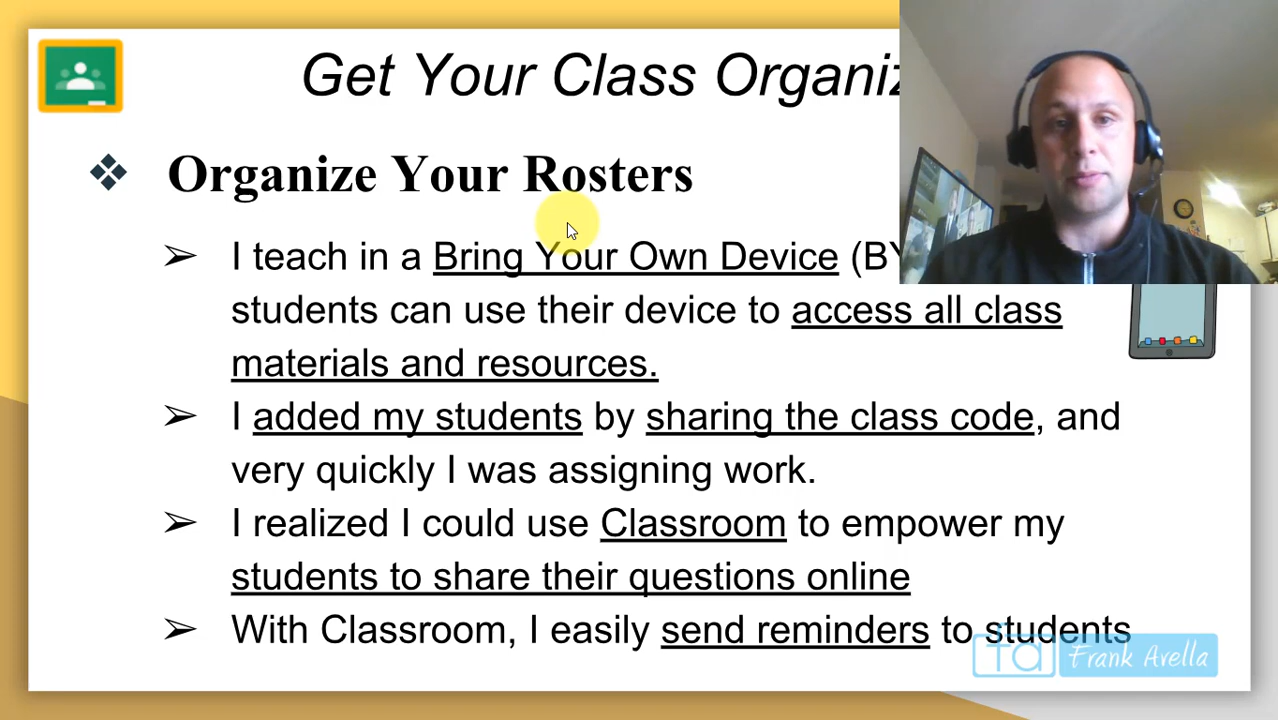 Get Your Class Organiz
Organize Your Rosters
I teach in a Bring Your Own Device (BY
students can use their device to access all class
materials and resources.
I added my students by sharing the class code, and
very quickly I was assigning work.
I realized I could use Classroom to empower my
students to share their questions online
With Classroom, I easily send reminders to students
fa Frank Avella